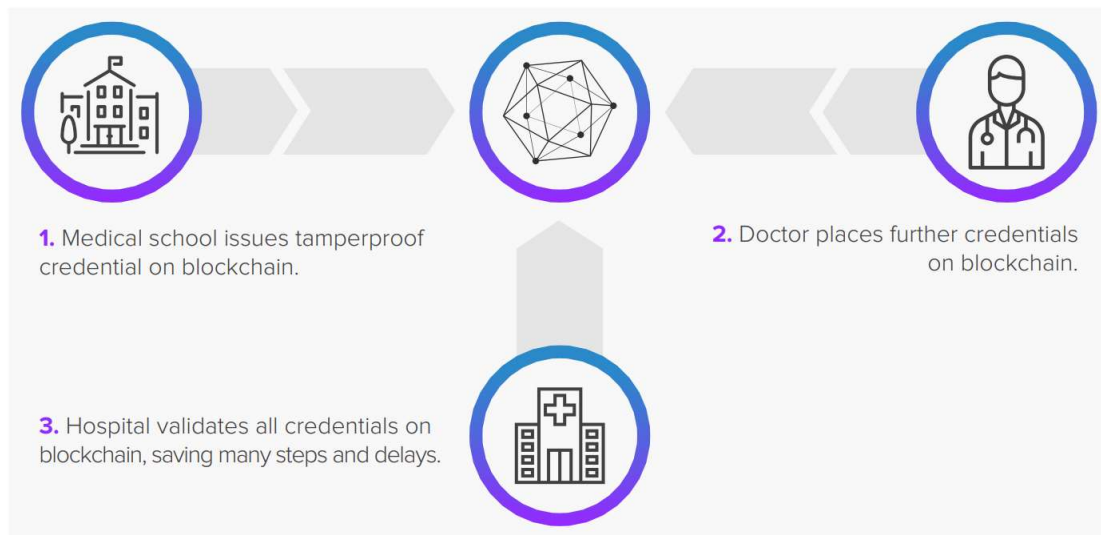 1. Medical school issues tamperproof
credential on blockchain.
2. Doctor places further credentials
on blockchain.
3. Hospital validates all credentials on
blockchain, saving many steps and delays.